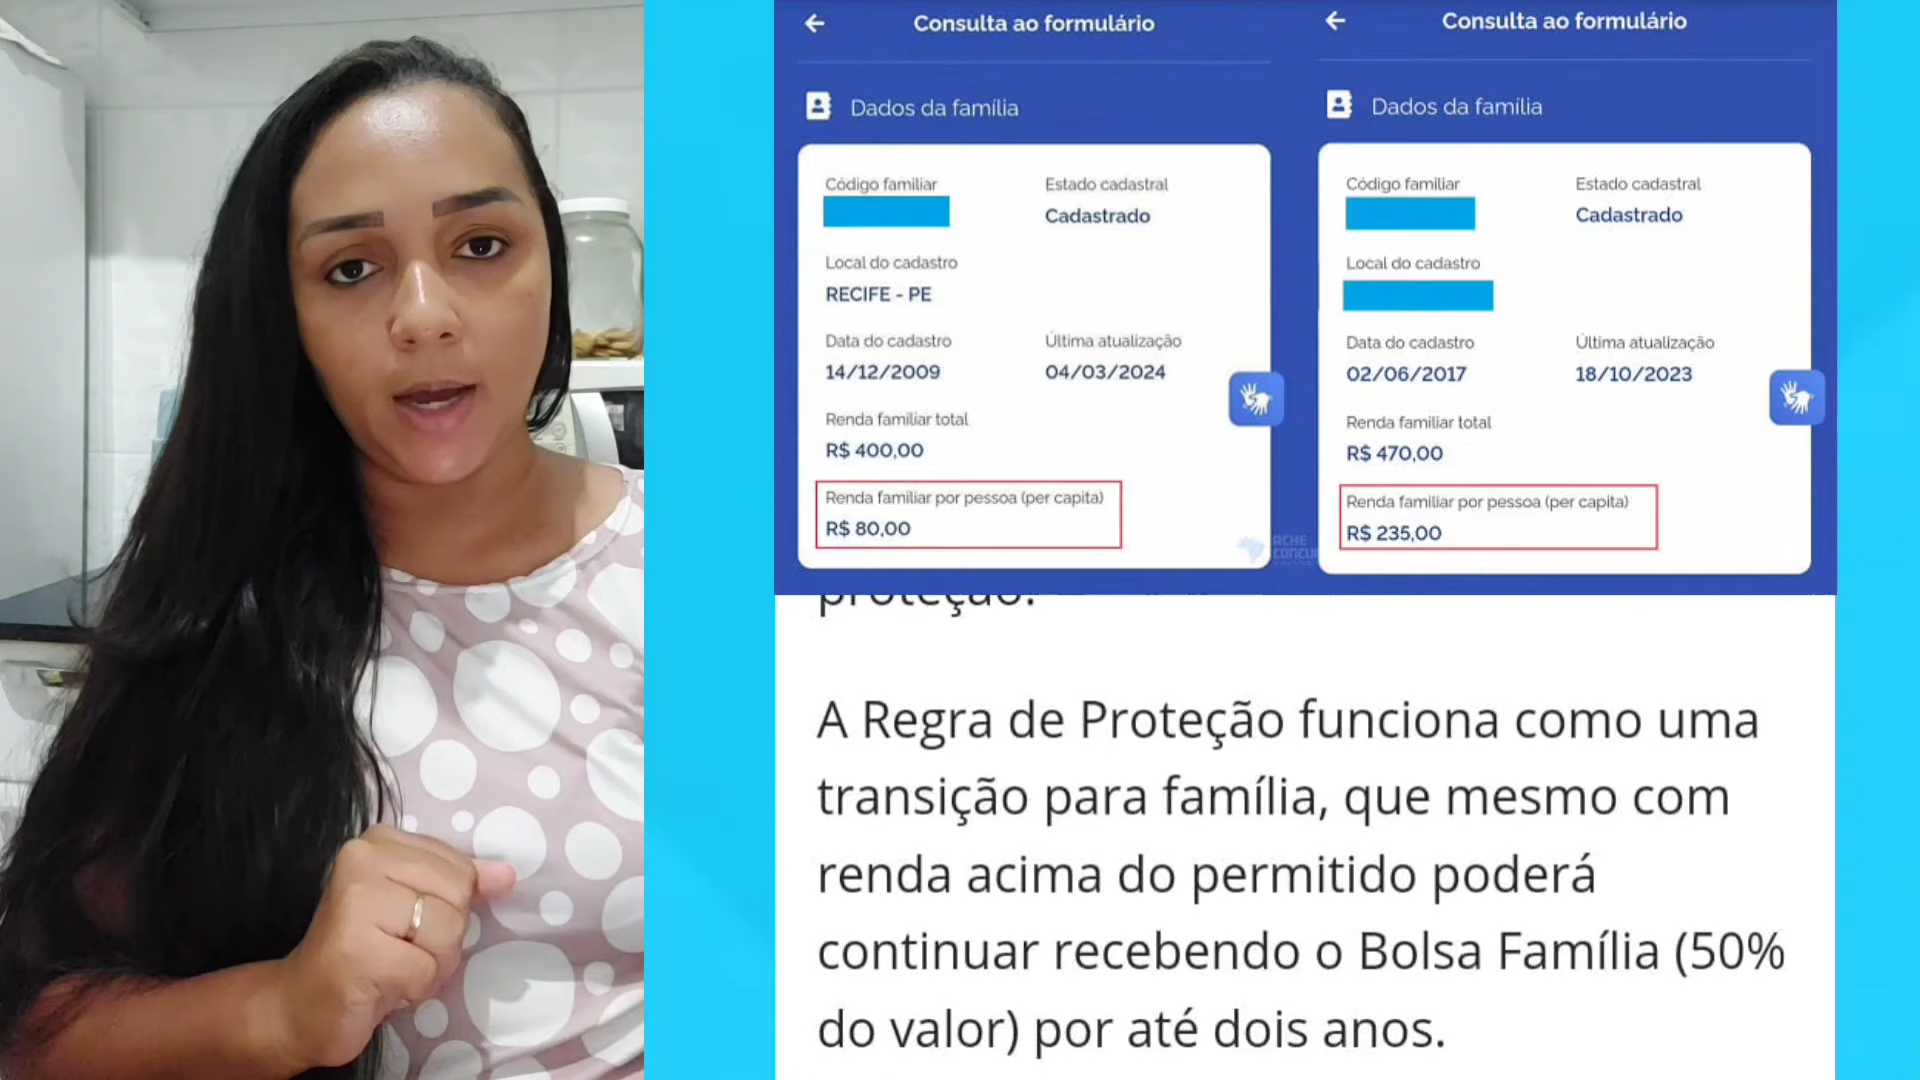 Consulta ao formulário
Dados da família
Código familiar
Estado cadastral
Cadastrado
Local do cadastro
RECIFE - PE
Data do cadastro
Última atualização
14/12/2009
04/03/2024
Renda familiar total
R$ 400,00
Renda familiar por pessoa (per capita)
R$ 80,00
Consulta ao formulário
Dados da família
Código familiar
Estado cadastral
Cadastrado
Local do cadastro
Data do cadastro
Última atualização
02/06/2017
18/10/2023
Renda familiar total
R$ 470,00
Renda familiar por pessoa (per capita)
R$ 235,00
ACHE
proteção.
A Regra de Proteção funciona como uma
transição para família, que mesmo com
renda acima do permitido poderá
continuar recebendo o Bolsa Família (50%
do valor) por até dois anos.